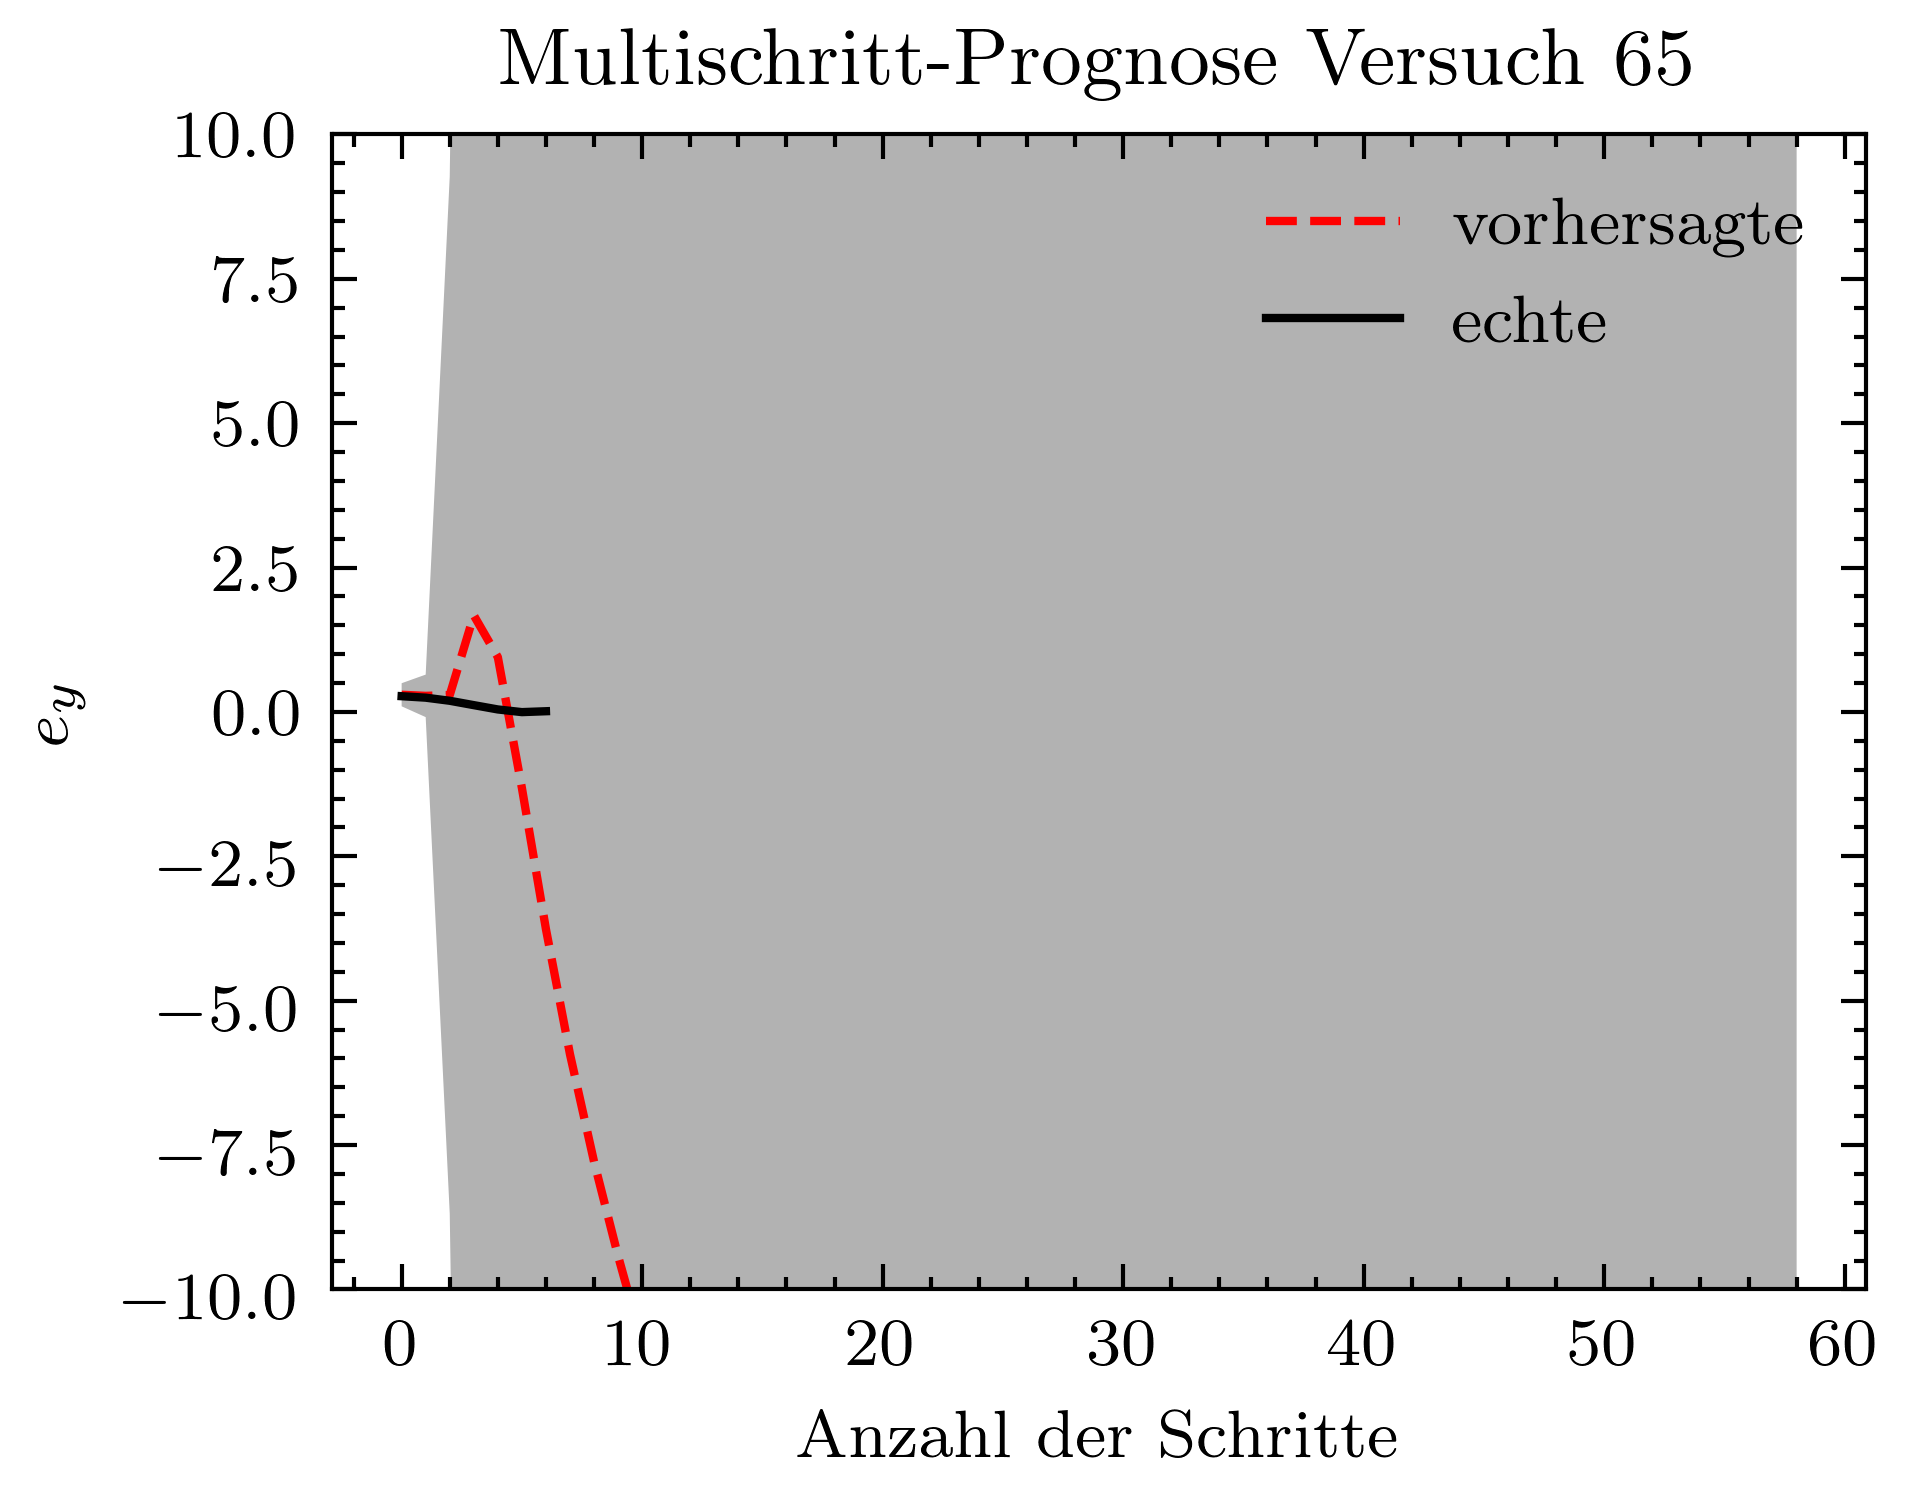 Multischritt-Prognose Versuch 65
10.0
7.5
5.0
2.5
0.0
−2.5
−5.0
−7.5
−10.0
e_y
vorhersagte
echte
0 10 20 30 40 50 60
Anzahl der Schritte